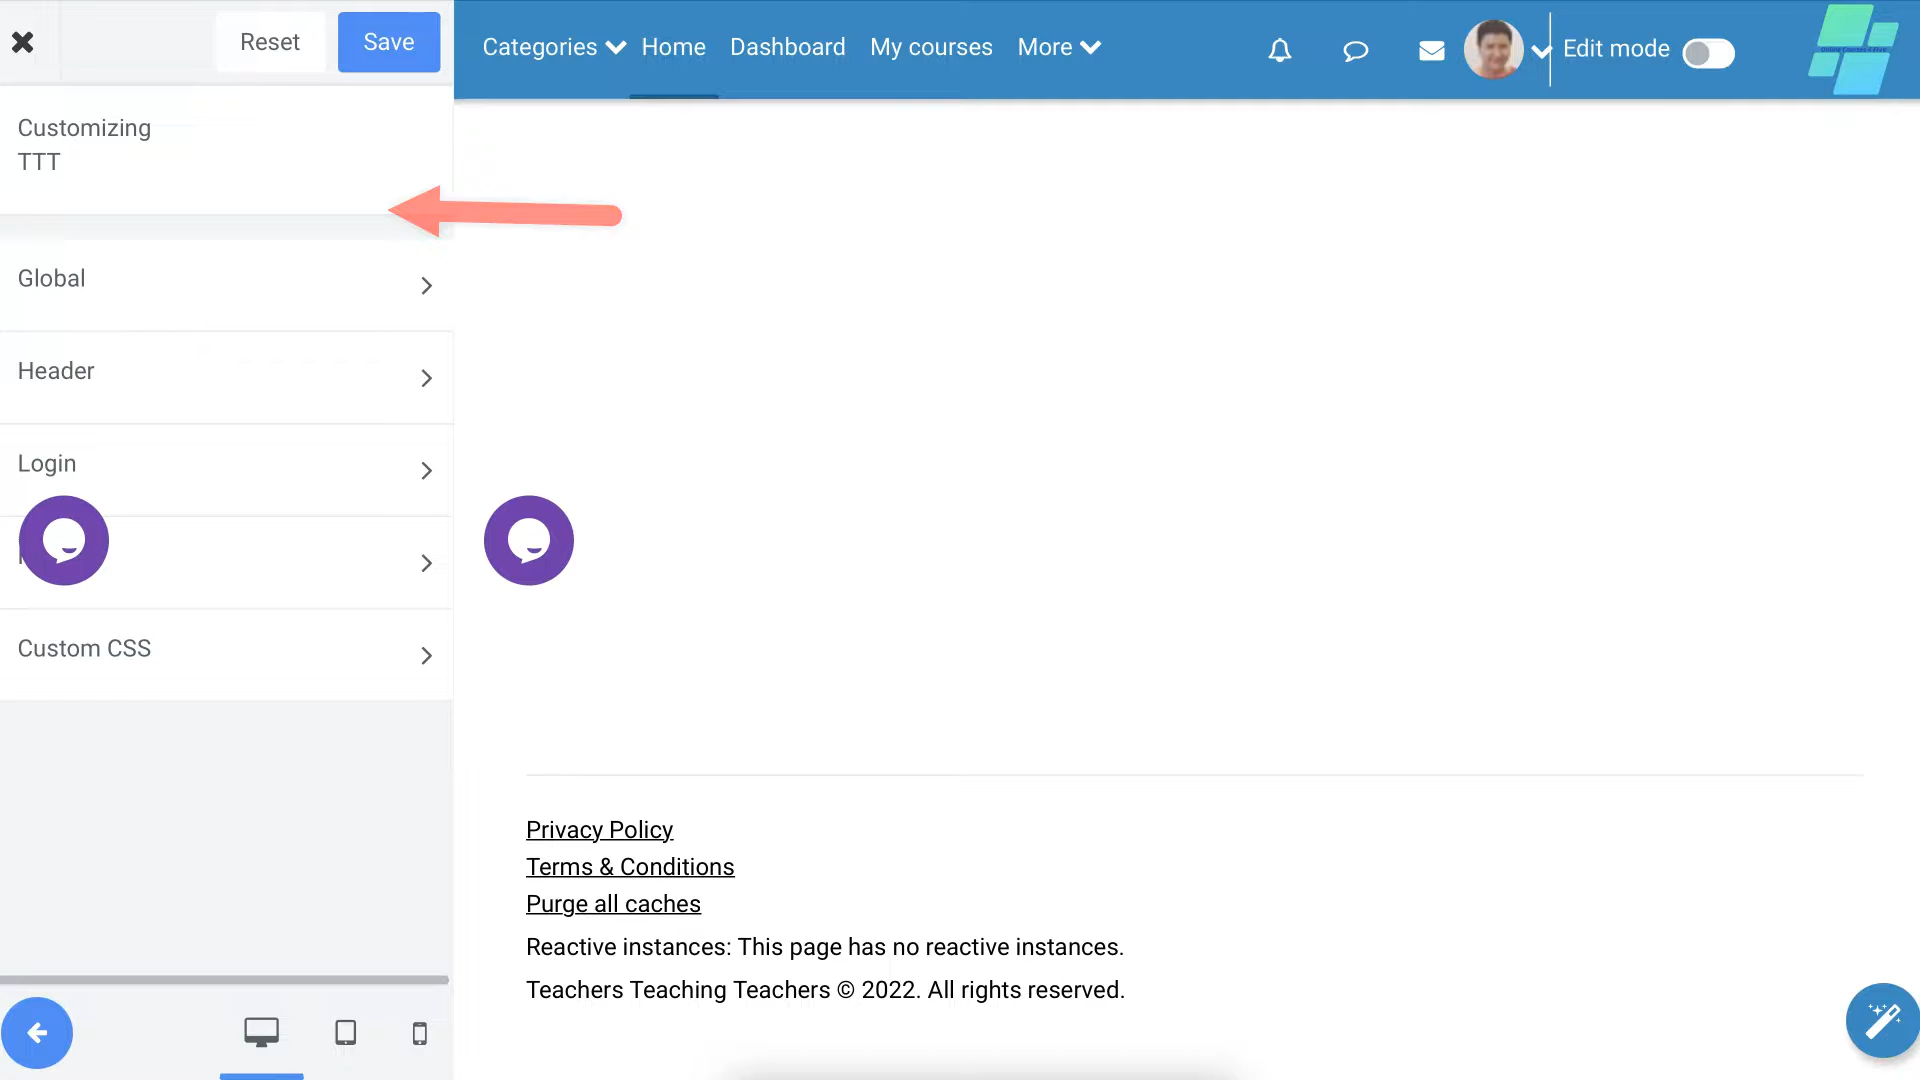 Reset
Save
Categories
Home
Dashboard
My courses
More
Edit mode
Customizing
TTT
Global
Header
Login
Custom CSS
Privacy Policy
Terms & Conditions
Purge all caches
Reactive instances: This page has no reactive instances.
Teachers Teaching Teachers © 2022. All rights reserved.